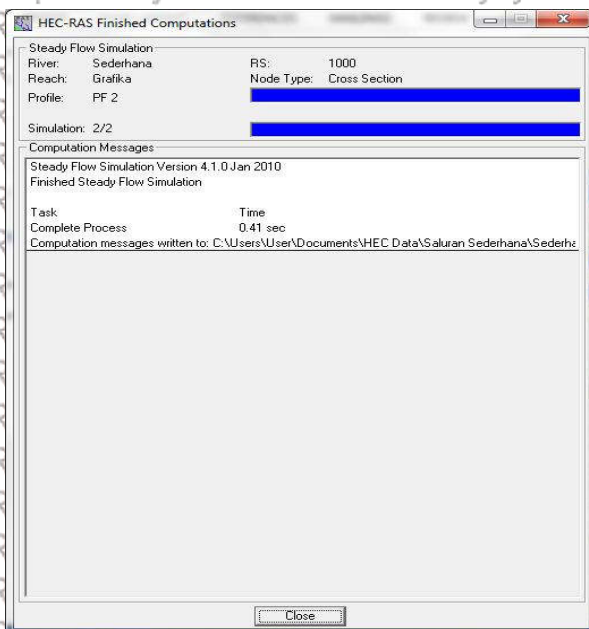 HEC-RAS Finished Computations
Steady Flow Simulation
River: Sederhana RS: 1000
Reach: Grafika Node Type: Cross Section
Profile: PF 2
Simulation: 2/2
Computation Messages
Steady Flow Simulation Version 4.1.0 Jan 2010
Finished Steady Flow Simulation
Task Time
Complete Process 0.41 sec
Computation messages written to: C:\Users\User\Documents\HEC Data\Saluran Sederhana\Sederha
Close